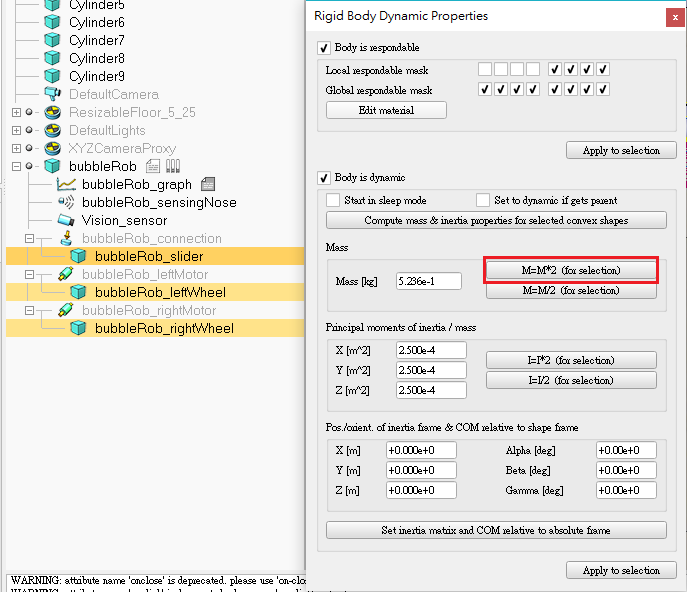 Cylinder5
Cylinder6
Cylinder7
Cylinder8
Cylinder9
DefaultCamera
ResizableFloor_5_25
DefaultLights
XYZCameraProxy
bubbleRob
bubbleRob_graph
bubbleRob_sensingNose
Vision_sensor
bubbleRob_connection
bubbleRob_slider
bubbleRob_leftMotor
bubbleRob_leftWheel
bubbleRob_rightMotor
bubbleRob_rightWheel
WARNING: attribute name 'onclose' is deprecated. please use 'on-clos
Rigid Body Dynamic Properties
x
Body is respondable
Local respondable mask
Global respondable mask
Edit material
Apply to selection
Body is dynamic
Start in sleep mode Set to dynamic if gets parent
Compute mass & inertia properties for selected convex shapes
Mass
Mass [kg] 5.236e-1 M=M*2 (for selection)
M=M/2 (for selection)
Principal moments of inertia / mass
X [m^2] 2.500e-4
Y [m^2] 2.500e-4 I=I*2 (for selection)
Z [m^2] 2.500e-4 I=I/2 (for selection)
Pos./orient. of inertia frame & COM relative to shape frame
X [m] +0.000e+0 Alpha [deg] +0.00e+0
Y [m] +0.000e+0 Beta [deg] +0.00e+0
Z [m] +0.000e+0 Gamma [deg] +0.00e+0
Set inertia matrix and COM relative to absolute frame
Apply to selection